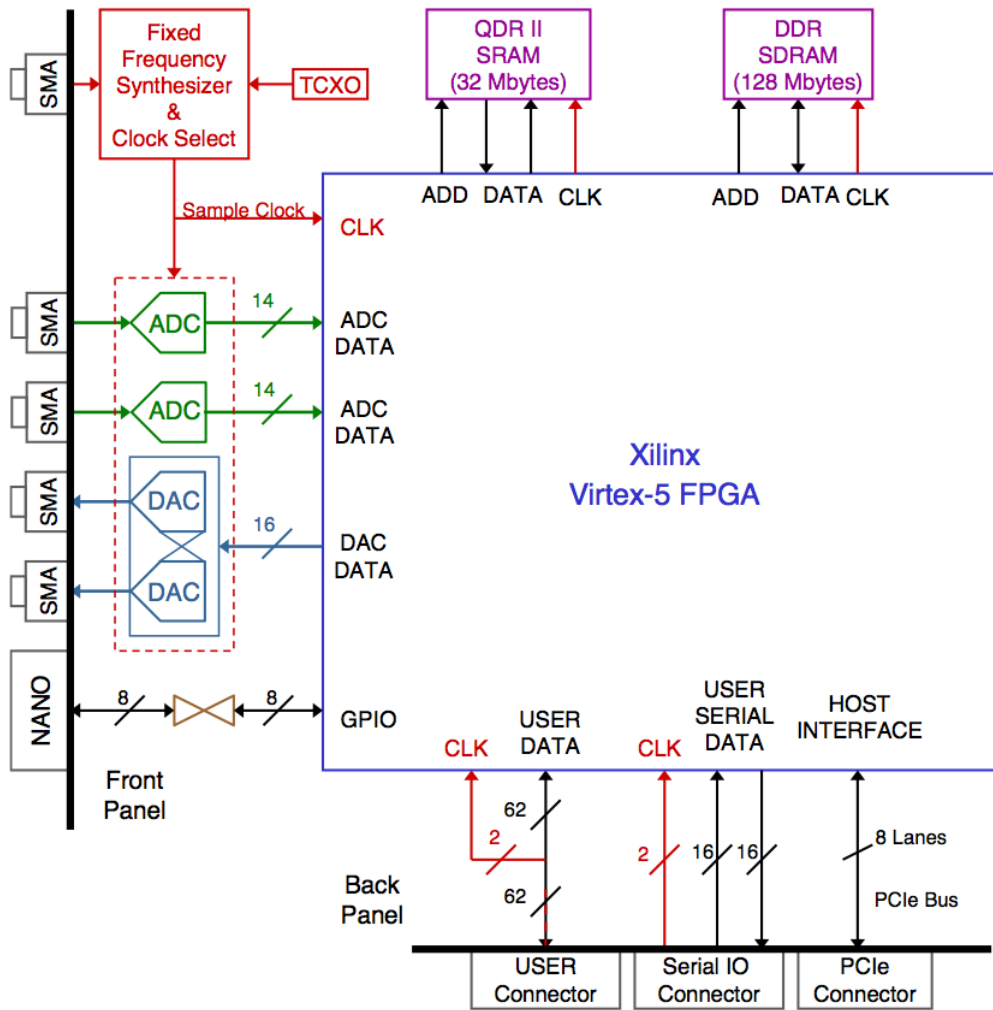 Fixed
Frequency
Synthesizer
&
Clock Select
SMA
TCXO
QDR II
SRAM
(32 Mbytes)
DDR
SDRAM
(128 Mbytes)
ADD
DATA
CLK
ADD
DATA
CLK
Sample Clock
CLK
SMA
ADC
14
ADC
DATA
SMA
ADC
14
ADC
DATA
Xilinx
Virtex-5 FPGA
SMA
DAC
16
DAC
DATA
SMA
DAC
NANO
8
8
GPIO
CLK
USER
DATA
CLK
USER
SERIAL
DATA
HOST
INTERFACE
Front
Panel
62
2
62
2
16
16
8 Lanes
PCIe Bus
Back
Panel
USER
Connector
Serial IO
Connector
PCIe
Connector